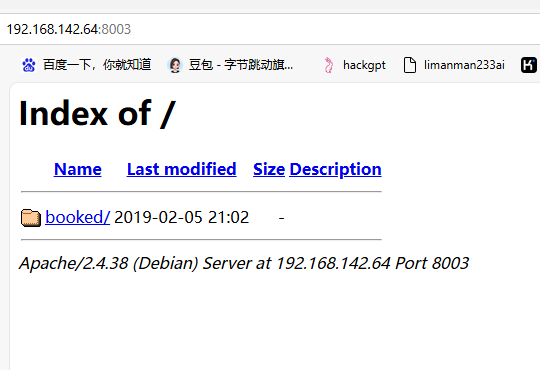 192.168.142.64:8003
百度一下，你就知道 豆包 - 字节跳动旗... hackgpt limanman233ai
Index of /
Name Last modified Size Description
booked/ 2019-02-05 21:02 -
Apache/2.4.38 (Debian) Server at 192.168.142.64 Port 8003